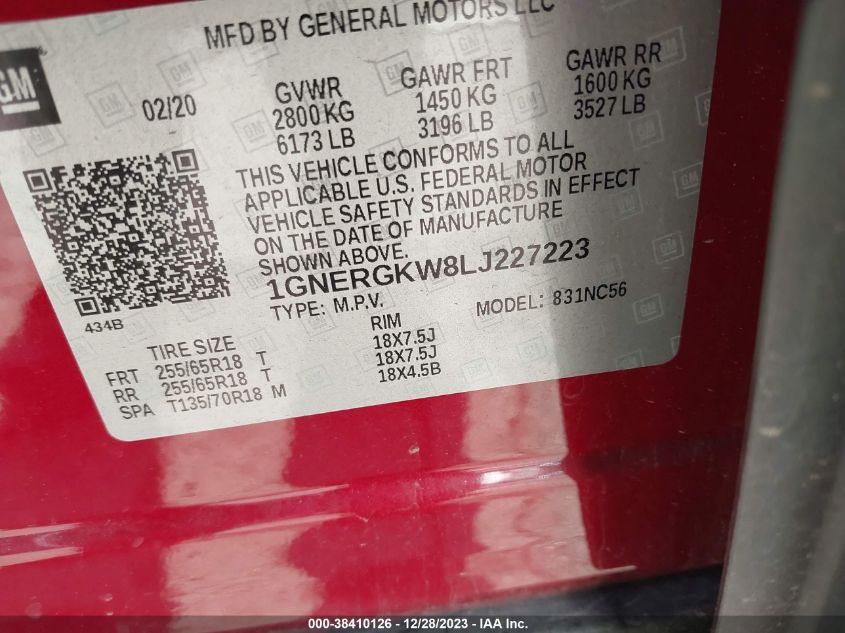 MFD BY GENERAL MOTORS LLC
GM
02/20
GVWR
2800 KG
6173 LB
GAWR FRT
1450 KG
3196 LB
GAWR RR
1600 KG
3527 LB
THIS VEHICLE CONFORMS TO ALL
APPLICABLE U.S. FEDERAL MOTOR
VEHICLE SAFETY STANDARDS IN EFFECT
ON THE DATE OF MANUFACTURE
SHOWN ABOVE.
1GNERGKW8LJ227223
TYPE: M.P.V. MODEL: 831NC56
434B
TIRE SIZE RIM
FRT 255/65R18 T 18X7.5J
RR 255/65R18 T 18X7.5J
SPA T135/70R18 M 18X4.5B
000-38410126 - 12/28/2023 - IAA Inc.